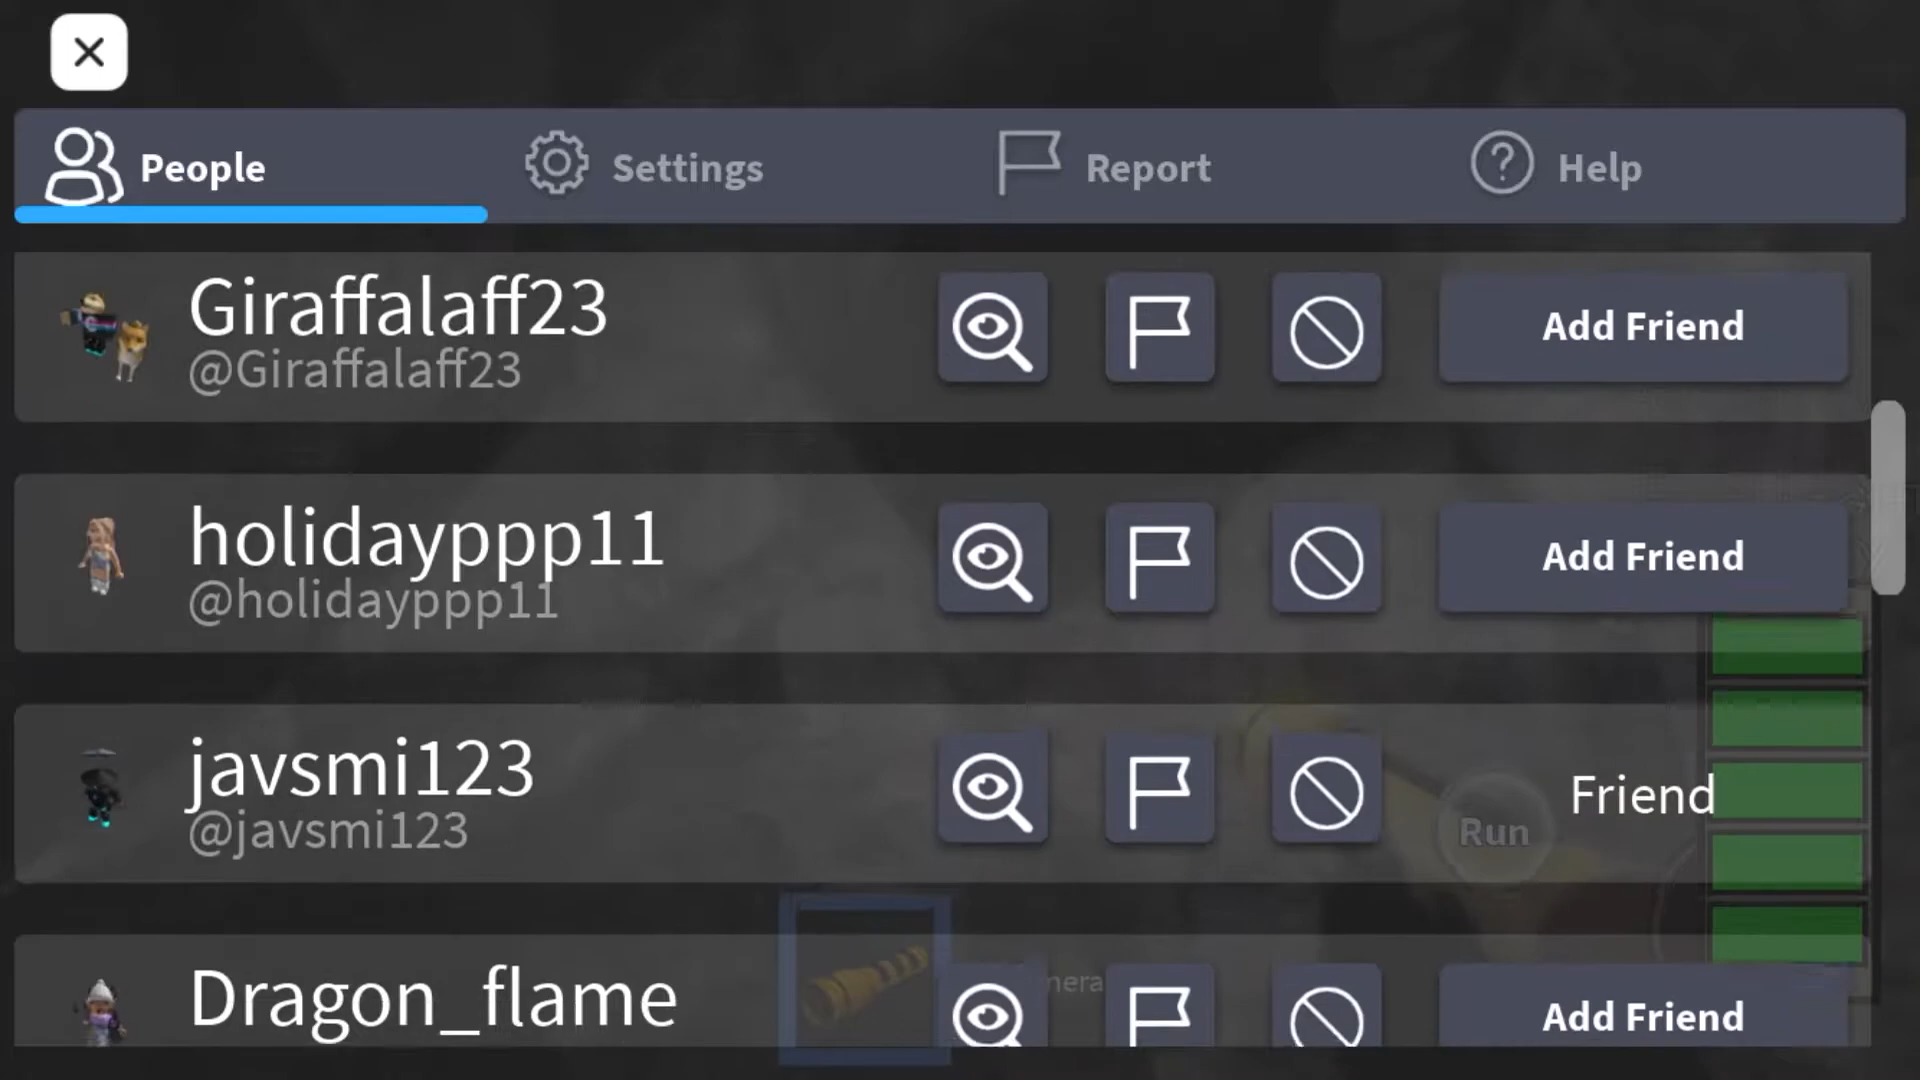 People
Settings
Report
Help
Giraffalaff23
@Giraffalaff23
Add Friend
holidayppp11
@holidayppp11
Add Friend
javsmi123
@javsmi123
Friend
Run
Dragon_flame
Add Friend